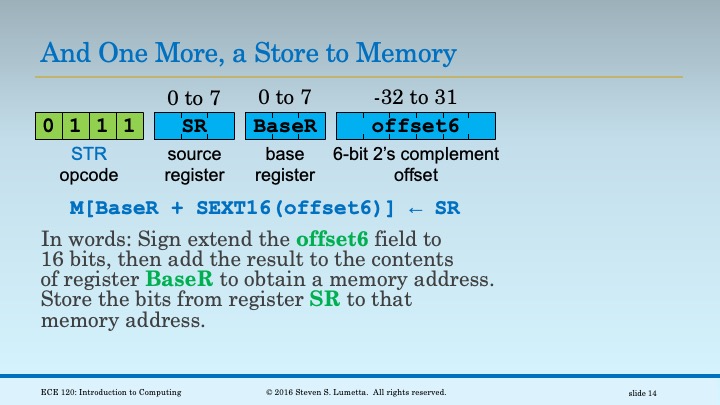 And One More, a Store to Memory
0 to 7 0 to 7 -32 to 31
0 1 1 1 SR BaseR offset6
STR source base 6-bit 2's complement
opcode register register offset
M[BaseR + SEXT16(offset6)] ← SR
In words: Sign extend the offset6 field to
16 bits, then add the result to the contents
of register BaseR to obtain a memory address.
Store the bits from register SR to that
memory address.
ECE 120: Introduction to Computing © 2016 Steven S. Lumetta. All rights reserved. slide 14